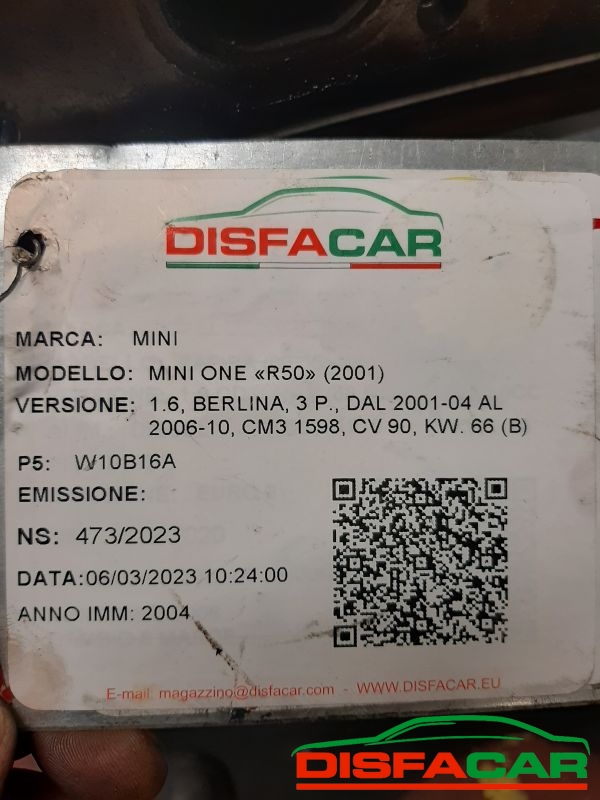 DISFACAR
MARCA: MINI
MODELLO: MINI ONE «R50» (2001)
VERSIONE: 1.6, BERLINA, 3 P., DAL 2001-04 AL
2006-10, CM3 1598, CV 90, KW. 66 (B)
P5: W10B16A
EMISSIONE:
NS: 473/2023
DATA:06/03/2023 10:24:00
ANNO IMM: 2004
E-mail: magazzino@disfacar.com - WWW.DISFACAR.EU
DISFACAR